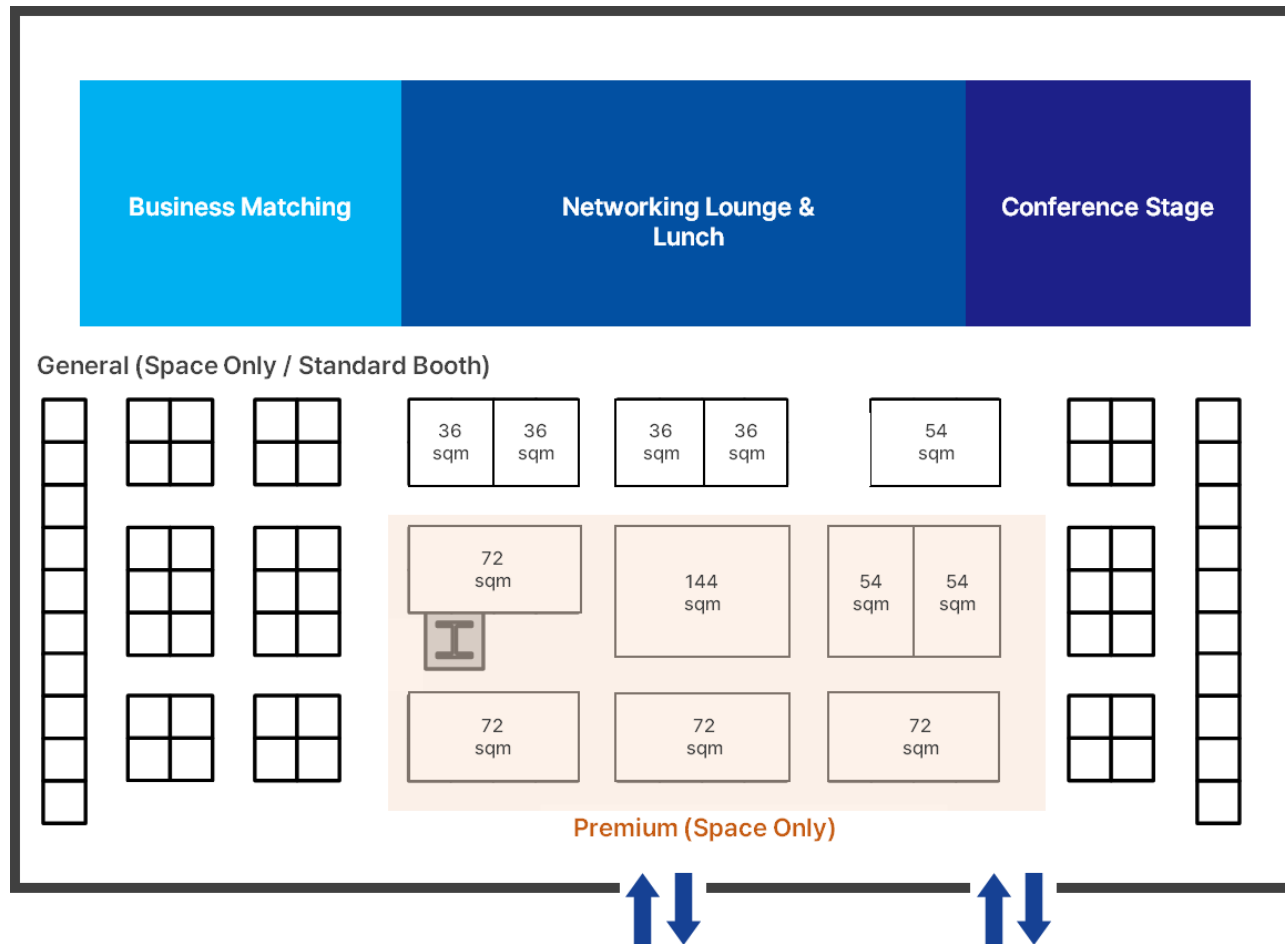 Business Matching
Networking Lounge &
Lunch
Conference Stage
General (Space Only / Standard Booth)
36
sqm
36
sqm
36
sqm
36
sqm
54
sqm
72
sqm
144
sqm
54
sqm
54
sqm
72
sqm
72
sqm
72
sqm
Premium (Space Only)